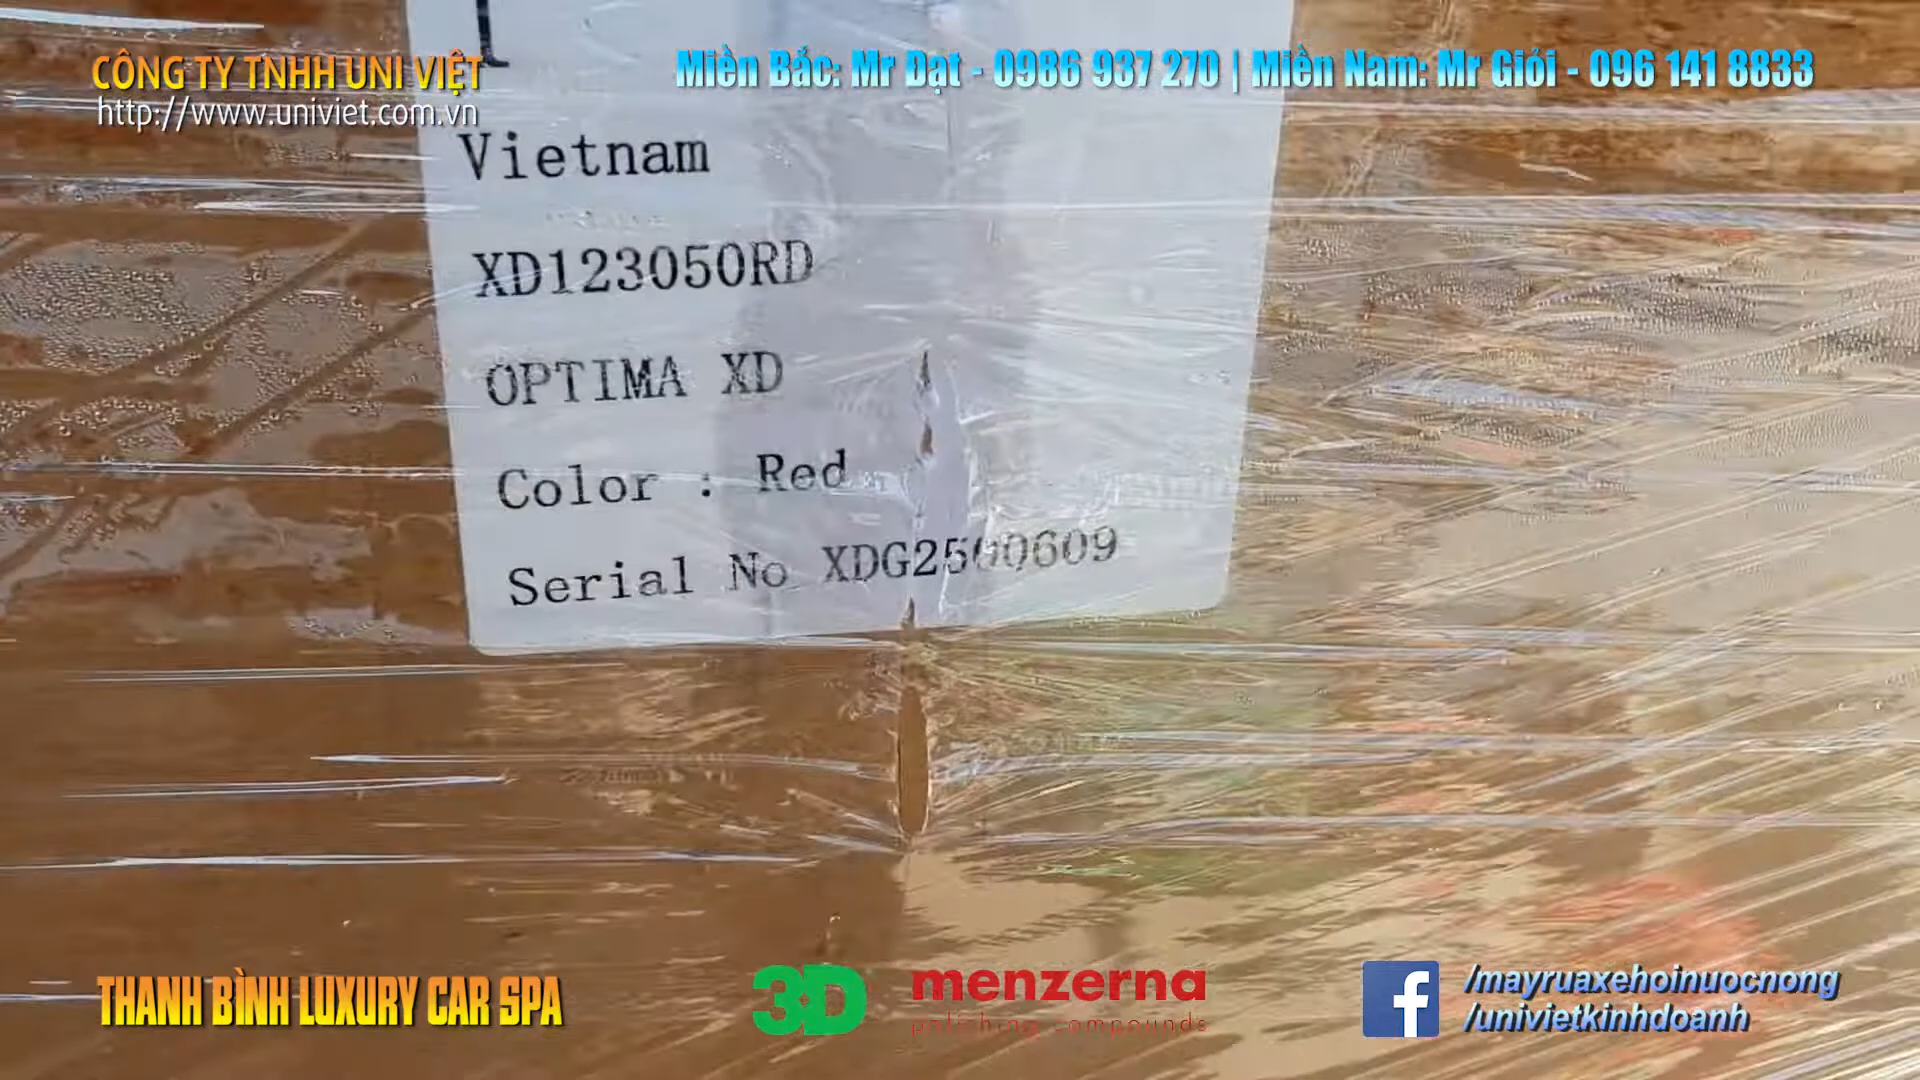 CÔNG TY TNHH UNI VIỆT
http://www.univiet.com.vn
Miền Bắc: Mr Đạt - 0986 937 270 | Miền Nam: Mr Giỏi - 096 141 8833
Vietnam
XD123050RD
OPTIMA XD
Color : Red
Serial No XDG2500609
THANH BÌNH LUXURY CAR SPA
3D
menzerna
polishing compounds
/mayruaxehoinuocnong
/univietkinhdoanh